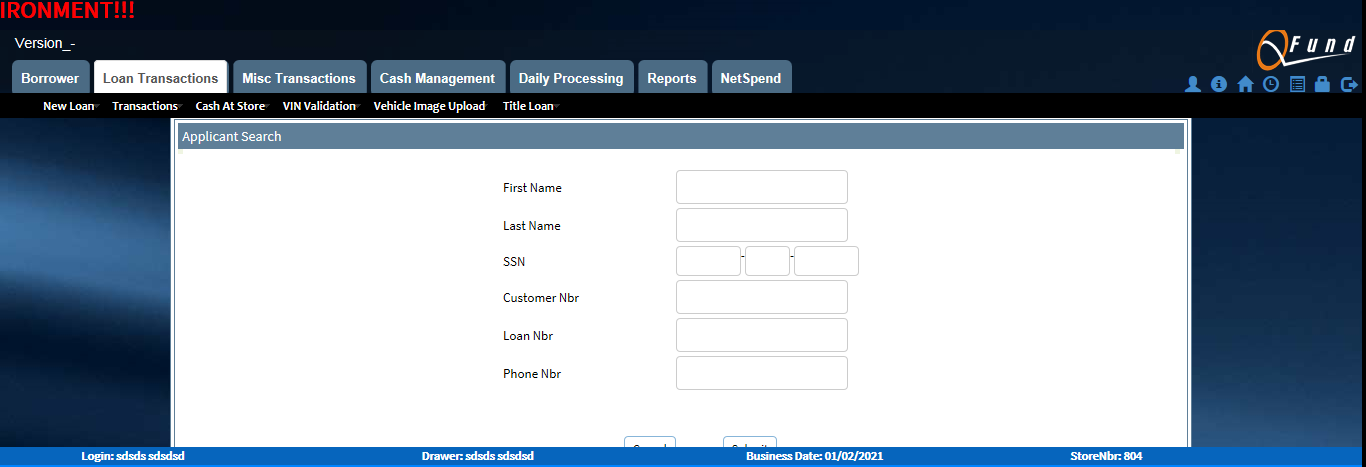 IRONMENT!!!
Version_-
QFund
Borrower Loan Transactions Misc Transactions Cash Management Daily Processing Reports NetSpend
New Loan Transactions Cash At Store VIN Validation Vehicle Image Upload Title Loan
Applicant Search
First Name
Last Name
SSN - -
Customer Nbr
Loan Nbr
Phone Nbr
Login: sdsds sdsdsd Drawer: sdsds sdsdsd Business Date: 01/02/2021 StoreNbr: 804